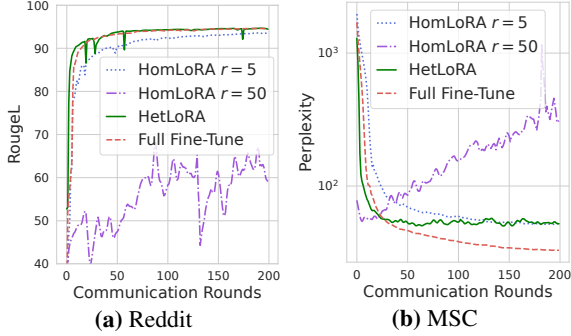 100
90
80
70
60
50
40
RougeL
HomLoRA r = 5
HomLoRA r = 50
HetLoRA
Full Fine-Tune
0 50 100 150 200
Communication Rounds
(a) Reddit
10³
10²
Perplexity
HomLoRA r = 5
HomLoRA r = 50
HetLoRA
Full Fine-Tune
0 50 100 150 200
Communication Rounds
(b) MSC